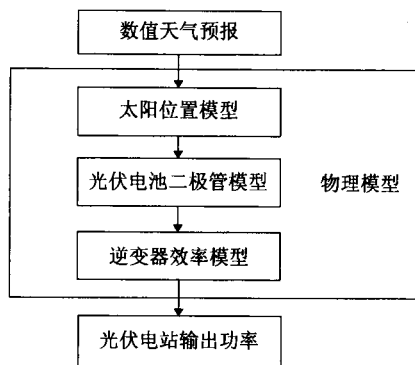 数值天气预报
太阳位置模型
光伏电池二极管模型
物理模型
逆变器效率模型
光伏电站输出功率